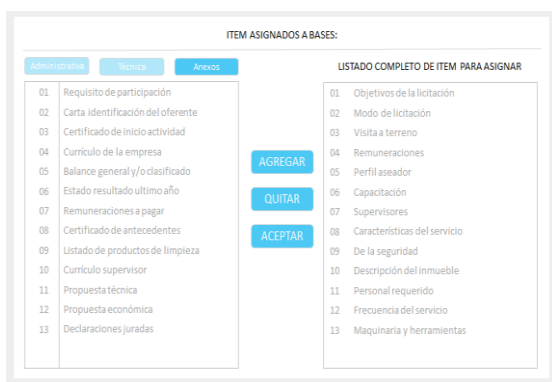 ITEM ASIGNADOS A BASES:
Administrativa Técnica Anexos
01 Requisito de participación
02 Carta identificación del oferente
03 Certificado de inicio actividad
04 Currículo de la empresa
05 Balance general y/o clasificado
06 Estado resultado ultimo año
07 Remuneraciones a pagar
08 Certificado de antecedentes
09 Listado de productos de limpieza
10 Currículo supervisor
11 Propuesta técnica
12 Propuesta económica
13 Declaraciones juradas
AGREGAR
QUITAR
ACEPTAR
LISTADO COMPLETO DE ITEM PARA ASIGNAR
01 Objetivos de la licitación
02 Modo de licitación
03 Visita a terreno
04 Remuneraciones
05 Perfil aseador
06 Capacitación
07 Supervisores
08 Características del servicio
09 De la seguridad
10 Descripción del inmueble
11 Personal requerido
12 Frecuencia del servicio
13 Maquinaria y herramientas